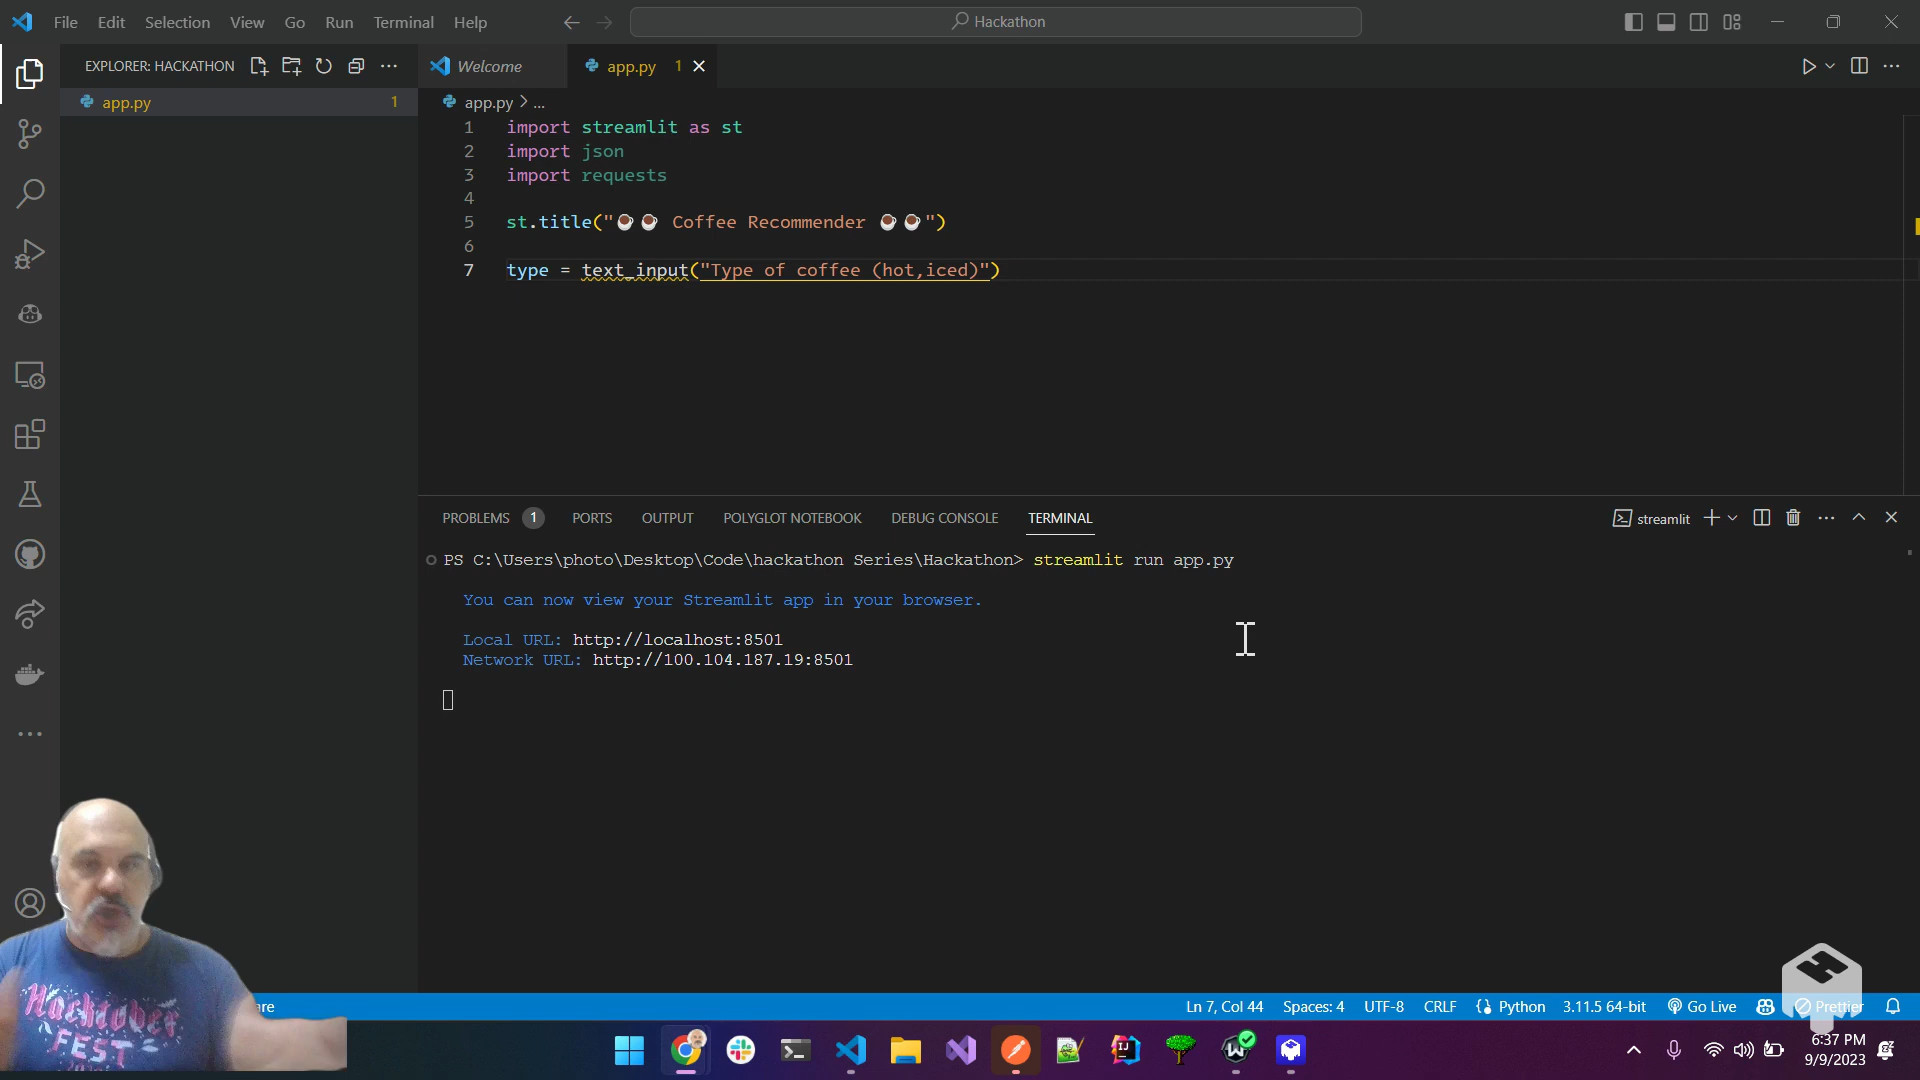 File Edit Selection View Go Run Terminal Help
Hackathon
EXPLORER: HACKATHON
Welcome
app.py 1
app.py 1
app.py > ...
1 import streamlit as st
2 import json
3 import requests
4
5 st.title("☕☕ Coffee Recommender ☕☕")
6
7 type = text_input("Type of coffee (hot,iced)")
PROBLEMS 1 PORTS OUTPUT POLYGLOT NOTEBOOK DEBUG CONSOLE TERMINAL
streamlit
PS C:\Users\photo\Desktop\Code\hackathon Series\Hackathon> streamlit run app.py
You can now view your Streamlit app in your browser.
Local URL: http://localhost:8501
Network URL: http://100.104.187.19:8501
Hacktober
FEST
Ln 7, Col 44 Spaces: 4 UTF-8 CRLF Python 3.11.5 64-bit Go Live Prettier
6:37 PM
9/9/2023